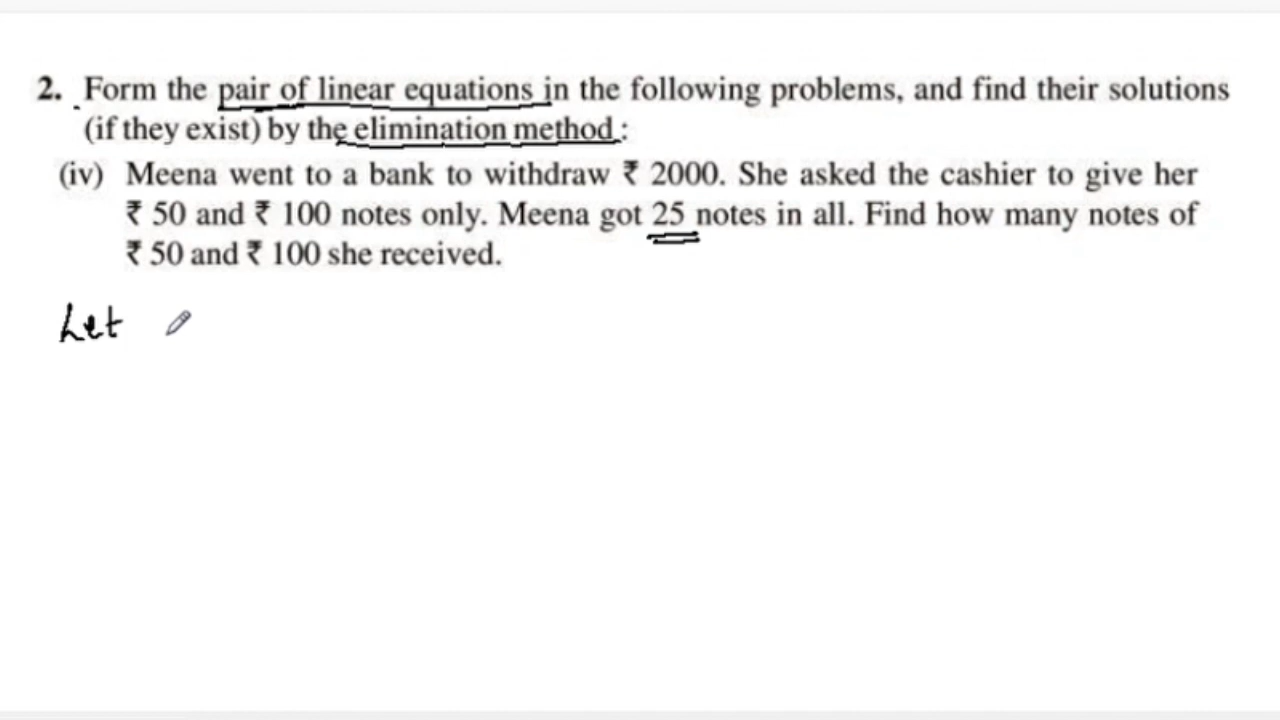 2. Form the pair of linear equations in the following problems, and find their solutions
(if they exist) by the elimination method :
(iv) Meena went to a bank to withdraw ₹ 2000. She asked the cashier to give her
₹ 50 and ₹ 100 notes only. Meena got 25 notes in all. Find how many notes of
₹ 50 and ₹ 100 she received.
Let